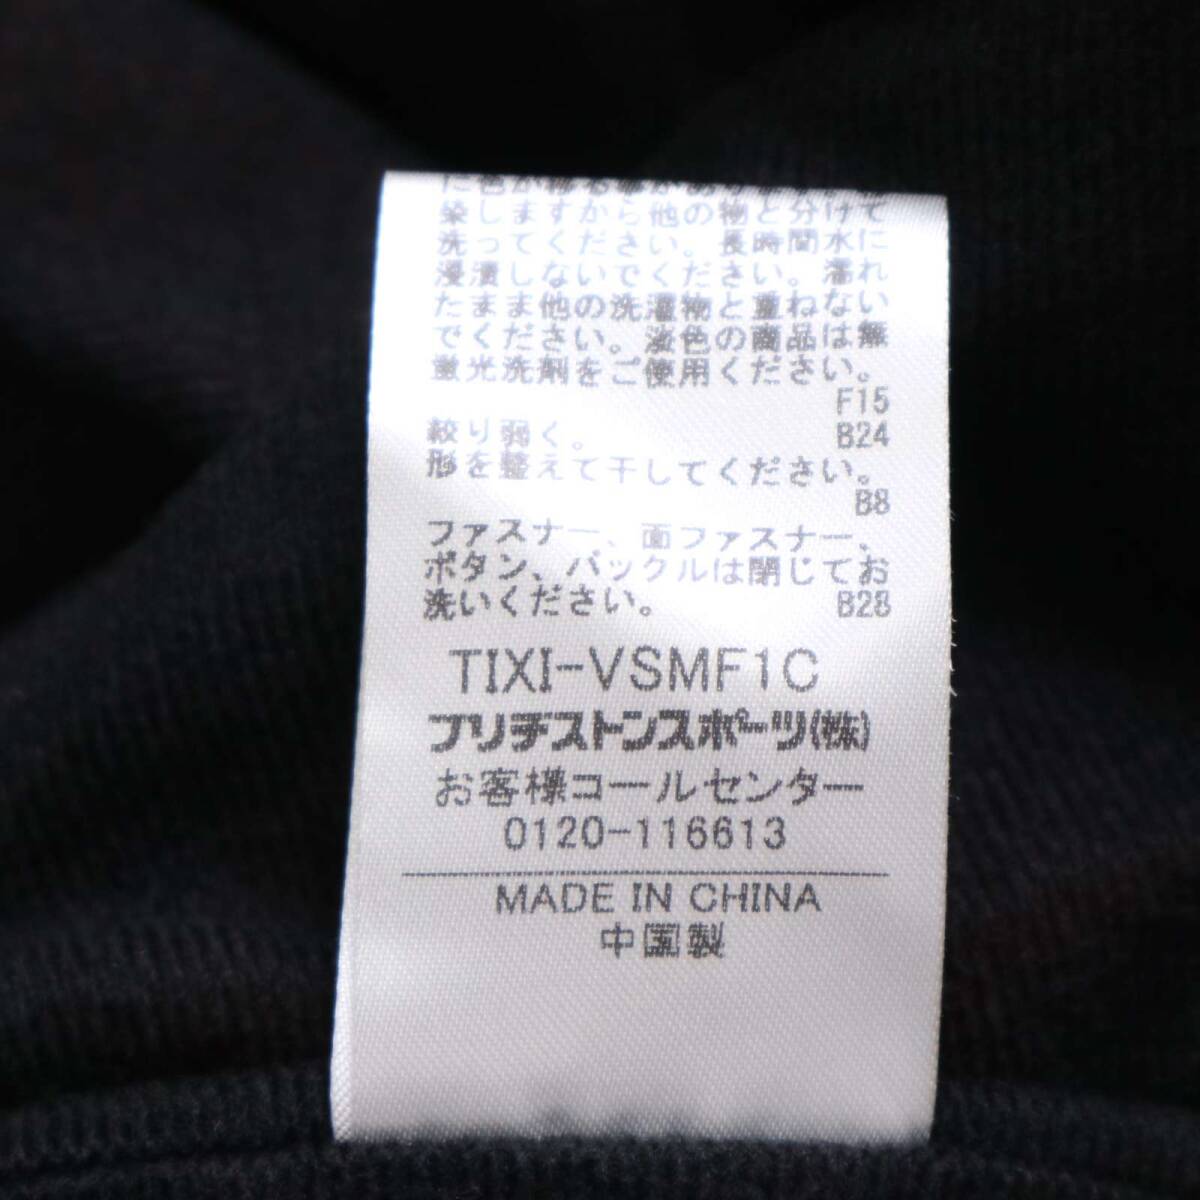 に色が移る事があ
染しますから他の物と分けて
洗ってください。長時間水に
浸漬しないでください。濡れ
たまま他の洗濯物と重ねない
でください。淡色の商品は無
蛍光洗剤をご使用ください。
F15
絞り弱く。 B24
形を整えて干してください。
B8
ファスナー、面ファスナー、
ボタン、バックルは閉じてお
洗いください。 B28
TIXI-VSMF1C
ブリヂストンスポーツ(株)
お客様コールセンター
0120-116613
MADE IN CHINA
中国製